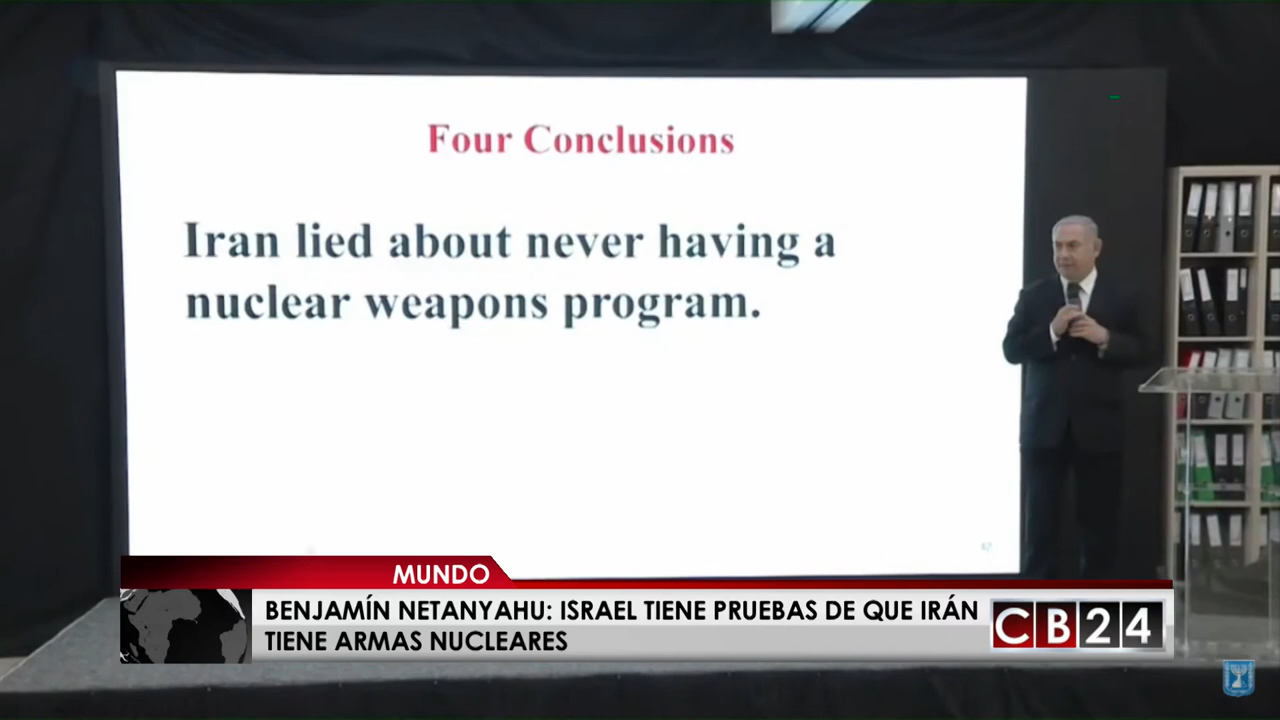 Four Conclusions
Iran lied about never having a
nuclear weapons program.
MUNDO
BENJAMÍN NETANYAHU: ISRAEL TIENE PRUEBAS DE QUE IRÁN
TIENE ARMAS NUCLEARES
CB24